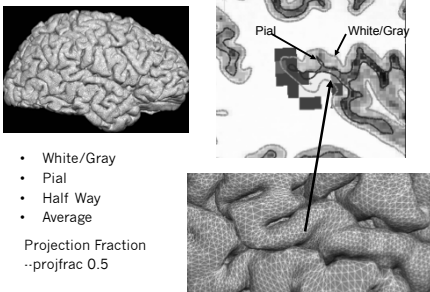 Pial
White/Gray
• White/Gray
• Pial
• Half Way
• Average
Projection Fraction
--projfrac 0.5